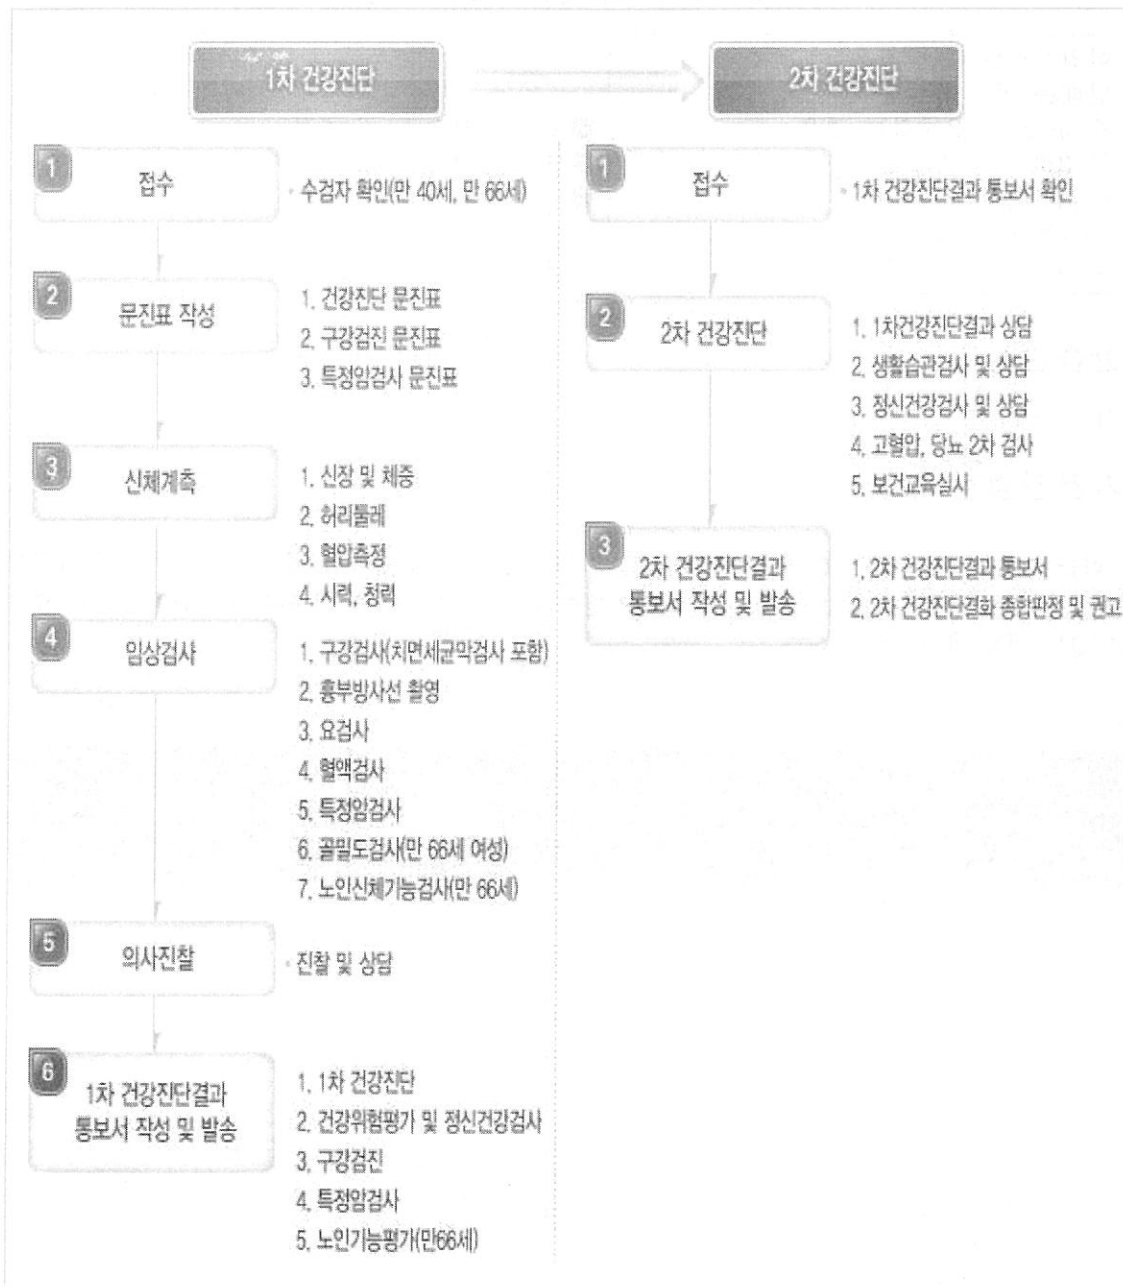 1차 건강진단
2차 건강진단
1
접수
· 수검자 확인(만 40세, 만 66세)
2
문진표 작성
1. 건강진단 문진표
2. 구강검진 문진표
3. 특정암검사 문진표
3
신체계측
1. 신장 및 체중
2. 허리둘레
3. 혈압측정
4. 시력, 청력
4
임상검사
1. 구강검사(치면세균막검사 포함)
2. 흉부방사선 촬영
3. 요검사
4. 혈액검사
5. 특정암검사
6. 골밀도검사(만 66세 여성)
7. 노인신체기능검사(만 66세)
5
의사진찰
· 진찰 및 상담
6
1차 건강진단결과
통보서 작성 및 발송
1. 1차 건강진단
2. 건강위험평가 및 정신건강검사
3. 구강검진
4. 특정암검사
5. 노인기능평가(만66세)
1
접수
· 1차 건강진단결과 통보서 확인
2
2차 건강진단
1. 1차건강진단결과 상담
2. 생활습관검사 및 상담
3. 정신건강검사 및 상담
4. 고혈압, 당뇨 2차 검사
5. 보건교육실시
3
2차 건강진단결과
통보서 작성 및 발송
1. 2차 건강진단결과 통보서
2. 2차 건강진단결화 종합판정 및 권고